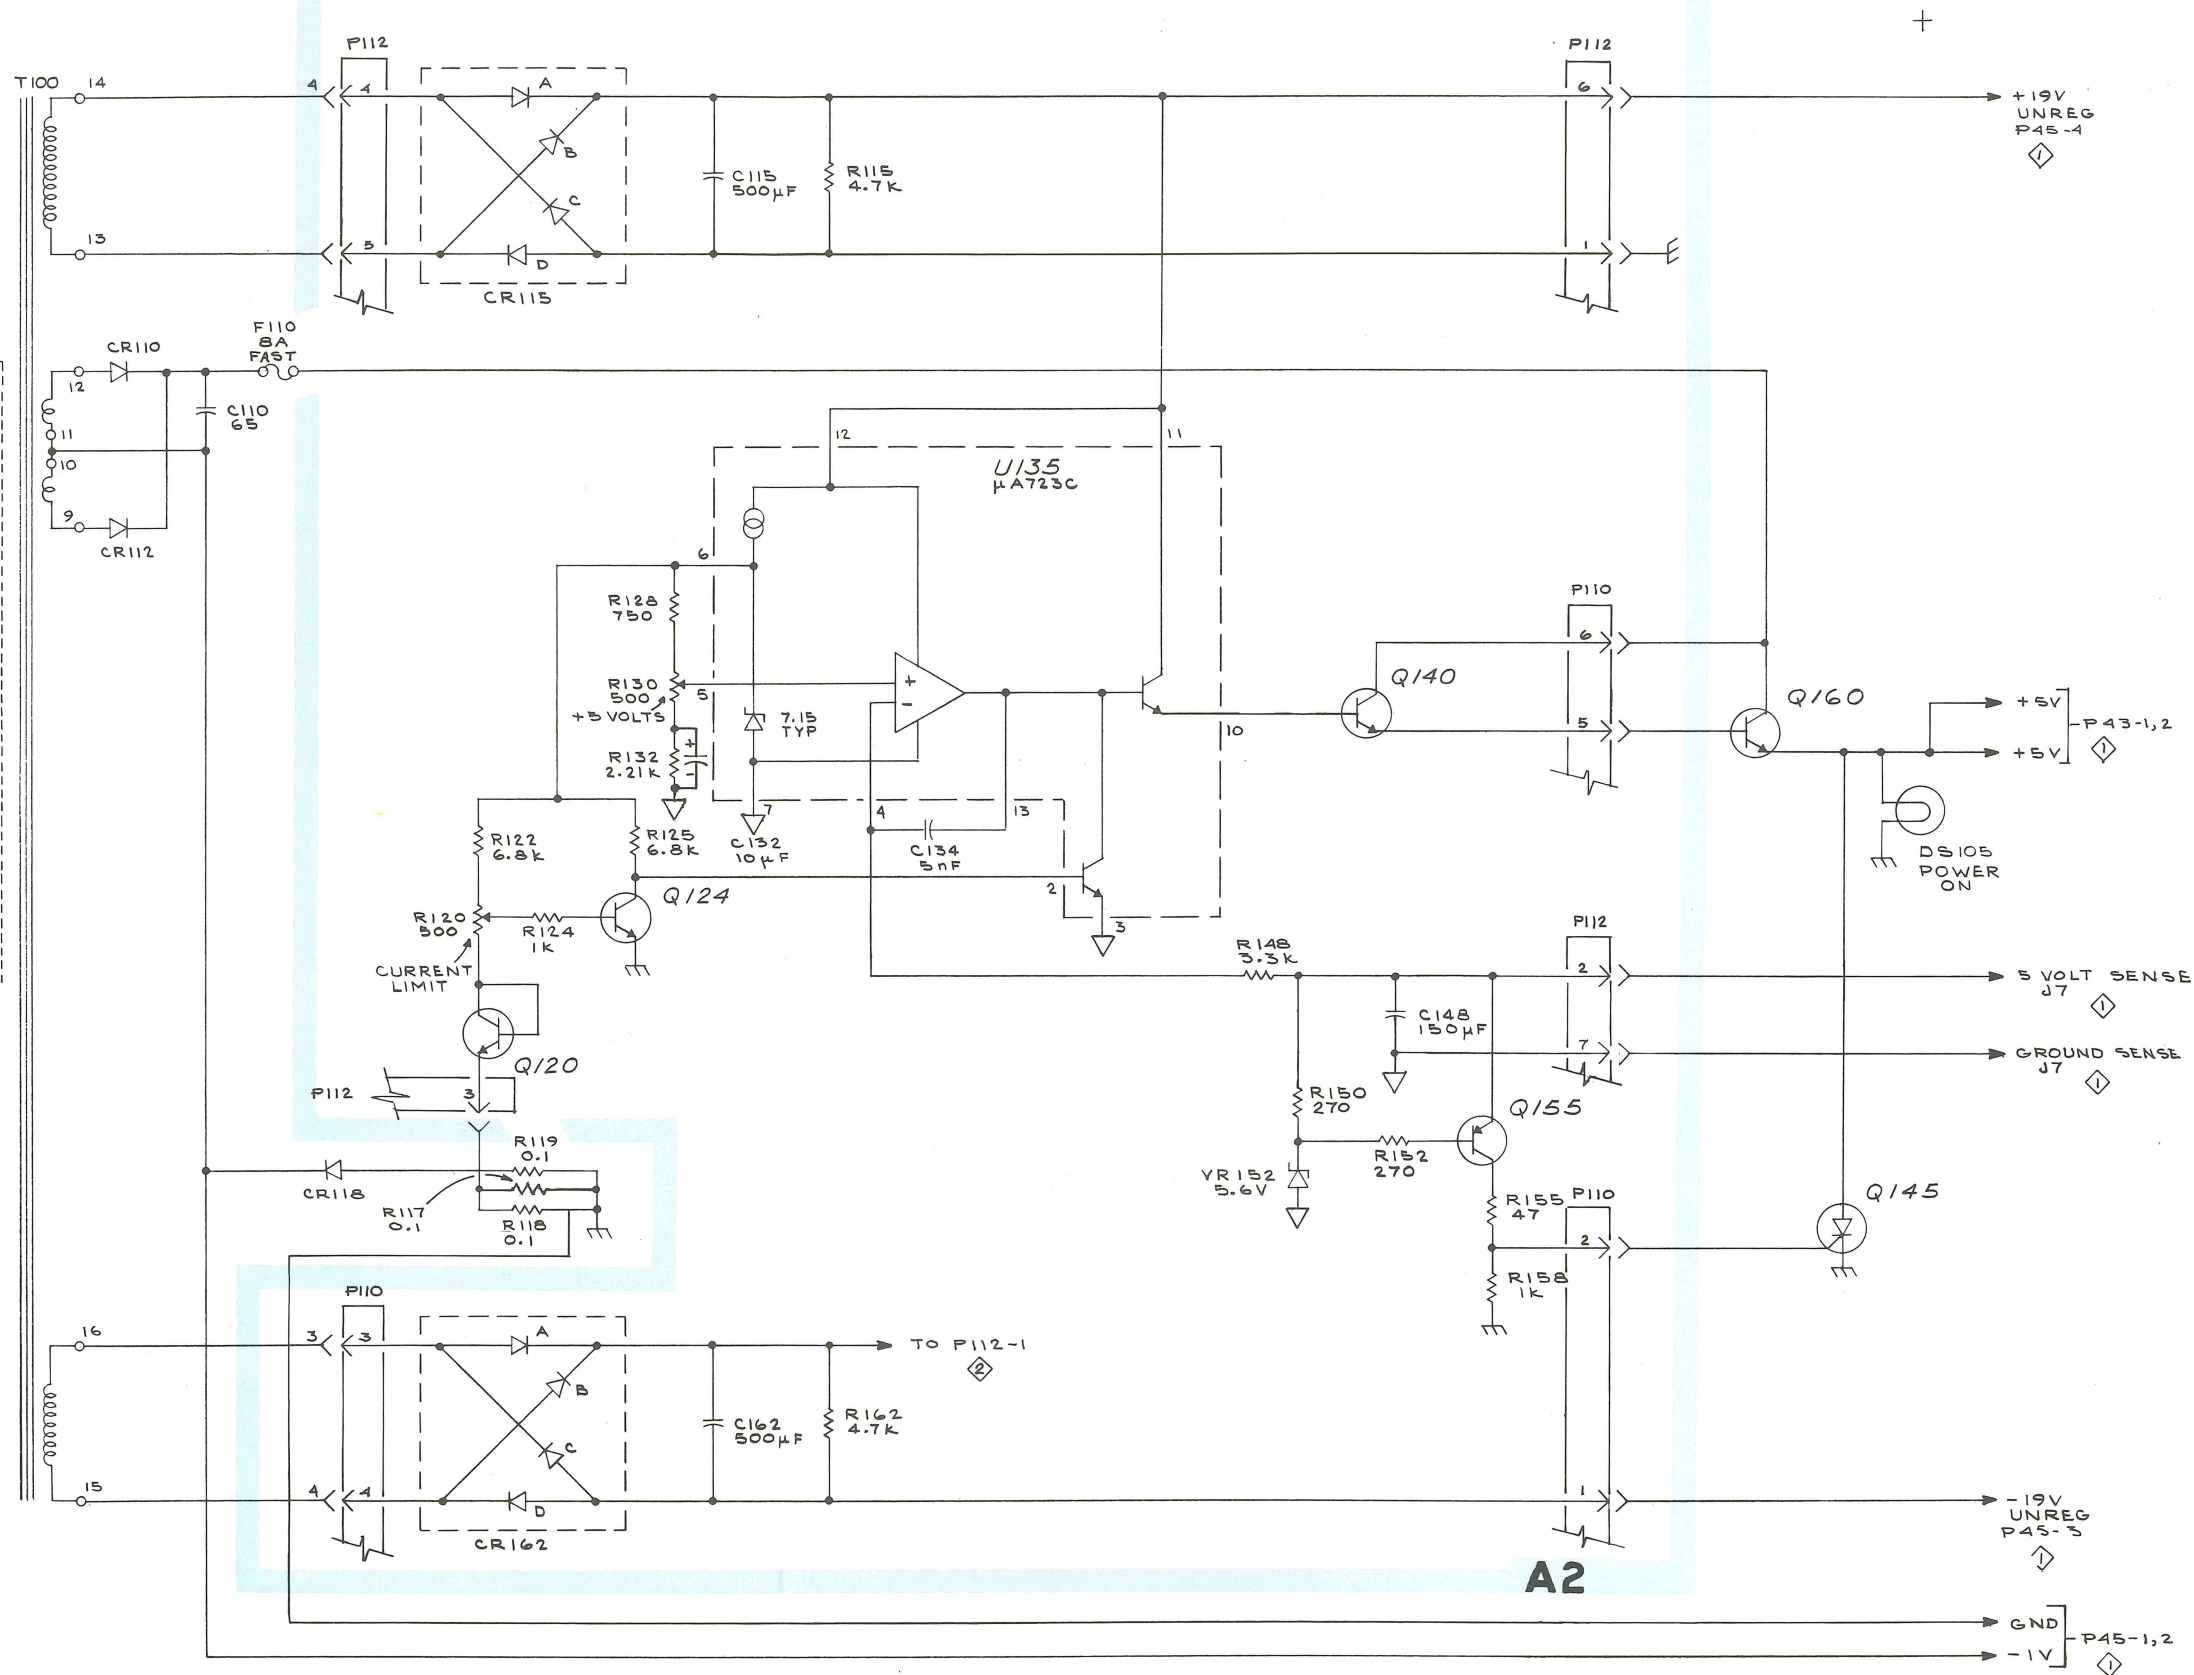 T100
14
4
P112
4
A
B
C
D
CR115
13
5
C115
500µF
R115
4.7K
P112
6
1
+19V
UNREG
P45-4
1
CR110
12
11
10
9
CR112
C110
65
F110
8A
FAST
12
11
U135
µA723C
6
R128
750
R130
500
+5 VOLTS
5
+
-
R132
2.21K
+
-
7.15
TYP
7
C132
10µF
4
13
C134
5nF
2
3
10
Q140
P110
6
5
Q160
+5V
+5V
P43-1,2
1
DS105
POWER
ON
R122
6.8K
R125
6.8K
Q124
R120
500
R124
1K
CURRENT
LIMIT
Q120
P112
3
R148
3.3K
P112
2
5 VOLT SENSE
J7
1
C148
150µF
7
GROUND SENSE
J7
1
R150
270
Q155
R152
270
VR152
5.6V
R155
47
P110
2
Q145
R158
1K
R119
0.1
CR118
R117
0.1
R118
0.1
P110
16
3
3
A
B
C
D
CR162
TO P112-1
2
C162
500µF
R162
4.7K
15
4
4
1
-19V
UNREG
P45-3
1
A2
GND
-1V
P45-1,2
1